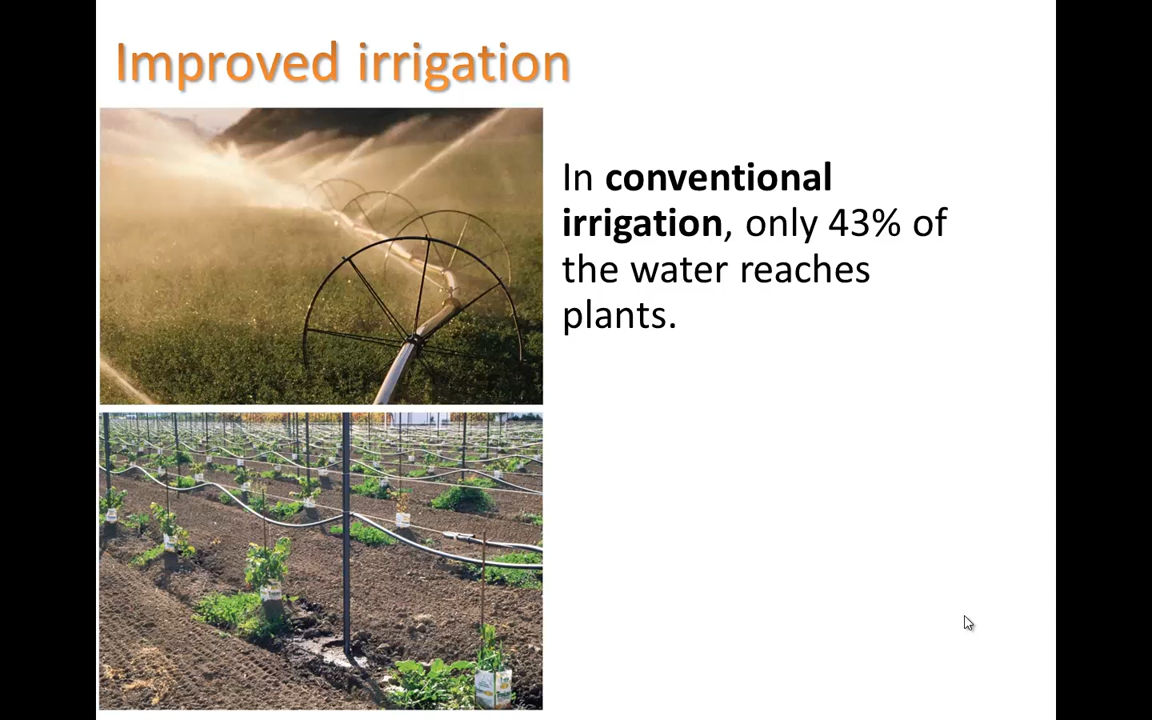 Improved irrigation
In conventional
irrigation, only 43% of
the water reaches
plants.